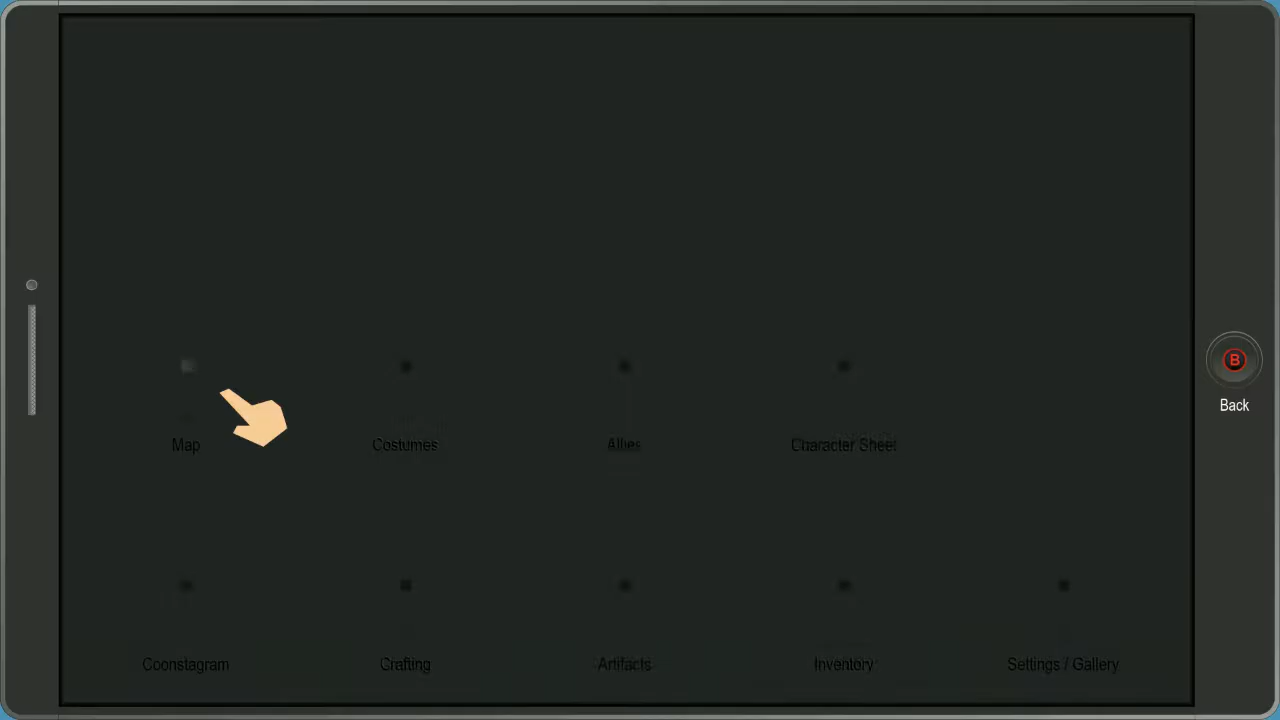 B
Back
Map
Costumes
Allies
Character Sheet
Coonstagram
Crafting
Artifacts
Inventory
Settings / Gallery